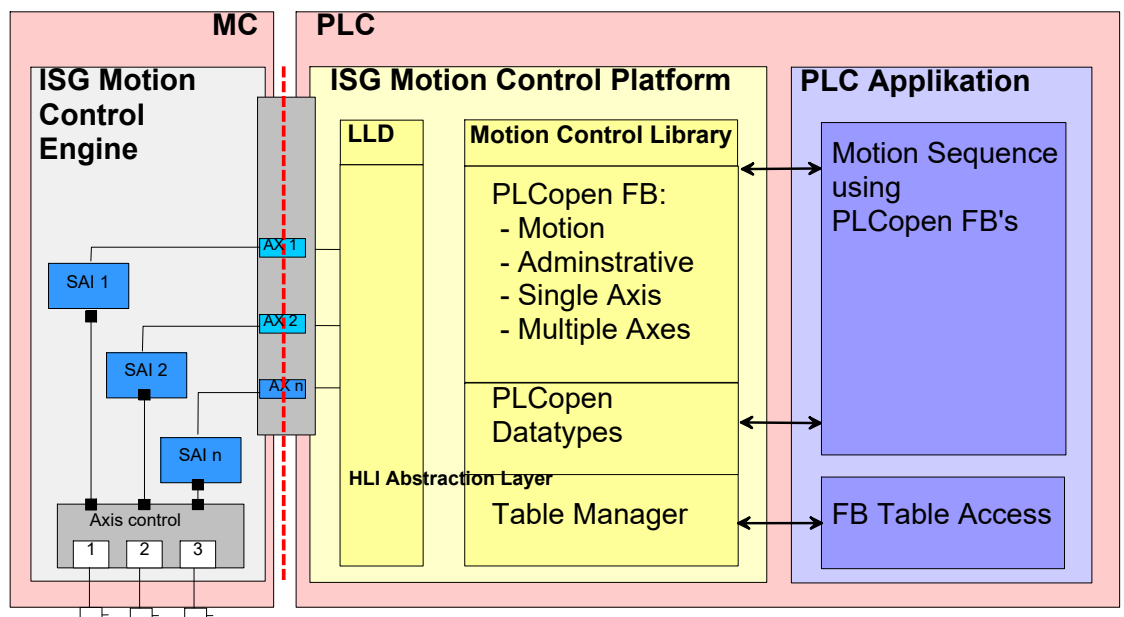 MC
PLC
ISG Motion
Control
Engine
ISG Motion Control Platform
PLC Applikation
LLD
Motion Control Library
PLCopen FB:
- Motion
- Adminstrative
- Single Axis
- Multiple Axes
Motion Sequence
using
PLCopen FB's
AX 1
SAI 1
AX 2
SAI 2
AX n
SAI n
PLCopen
Datatypes
HLI Abstraction Layer
Table Manager
FB Table Access
Axis control
1
2
3